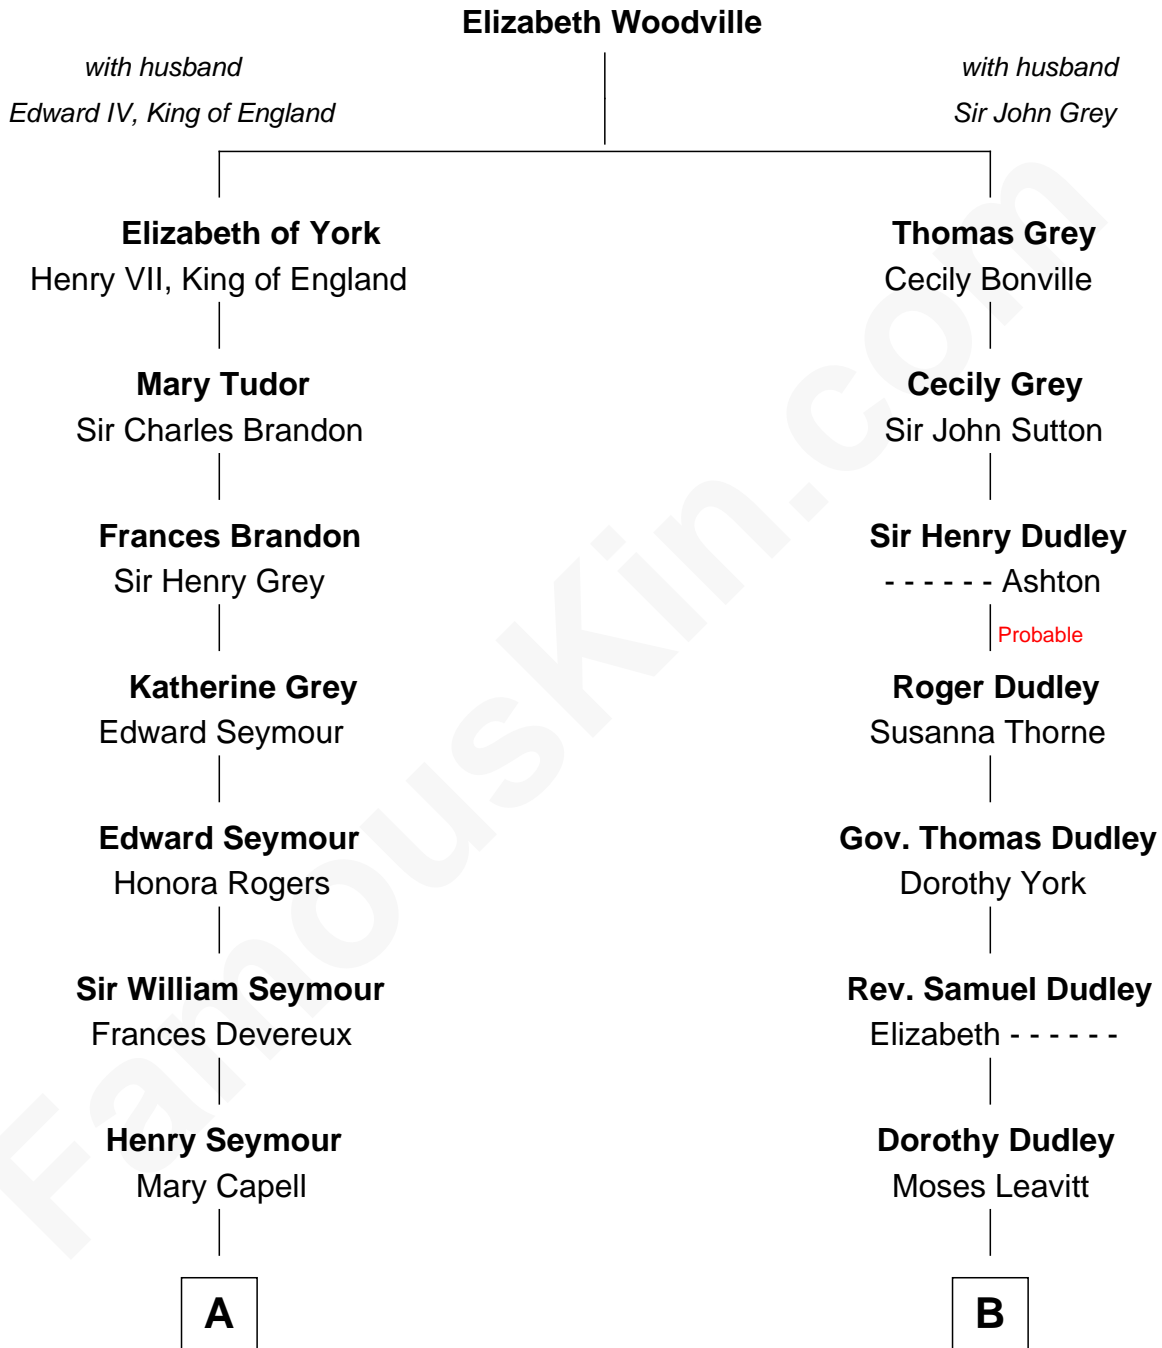 Elizabeth Woodville
with husband
Edward IV, King of England
with husband
Sir John Grey
Elizabeth of York
Henry VII, King of England
Thomas Grey
Cecily Bonville
Mary Tudor
Sir Charles Brandon
Cecily Grey
Sir John Sutton
Frances Brandon
Sir Henry Grey
Sir Henry Dudley
- - - - - - Ashton
Probable
Katherine Grey
Edward Seymour
Roger Dudley
Susanna Thorne
Edward Seymour
Honora Rogers
Gov. Thomas Dudley
Dorothy York
Sir William Seymour
Frances Devereux
Rev. Samuel Dudley
Elizabeth - - - - - -
Henry Seymour
Mary Capell
Dorothy Dudley
Moses Leavitt
A
B
FamousKin.com